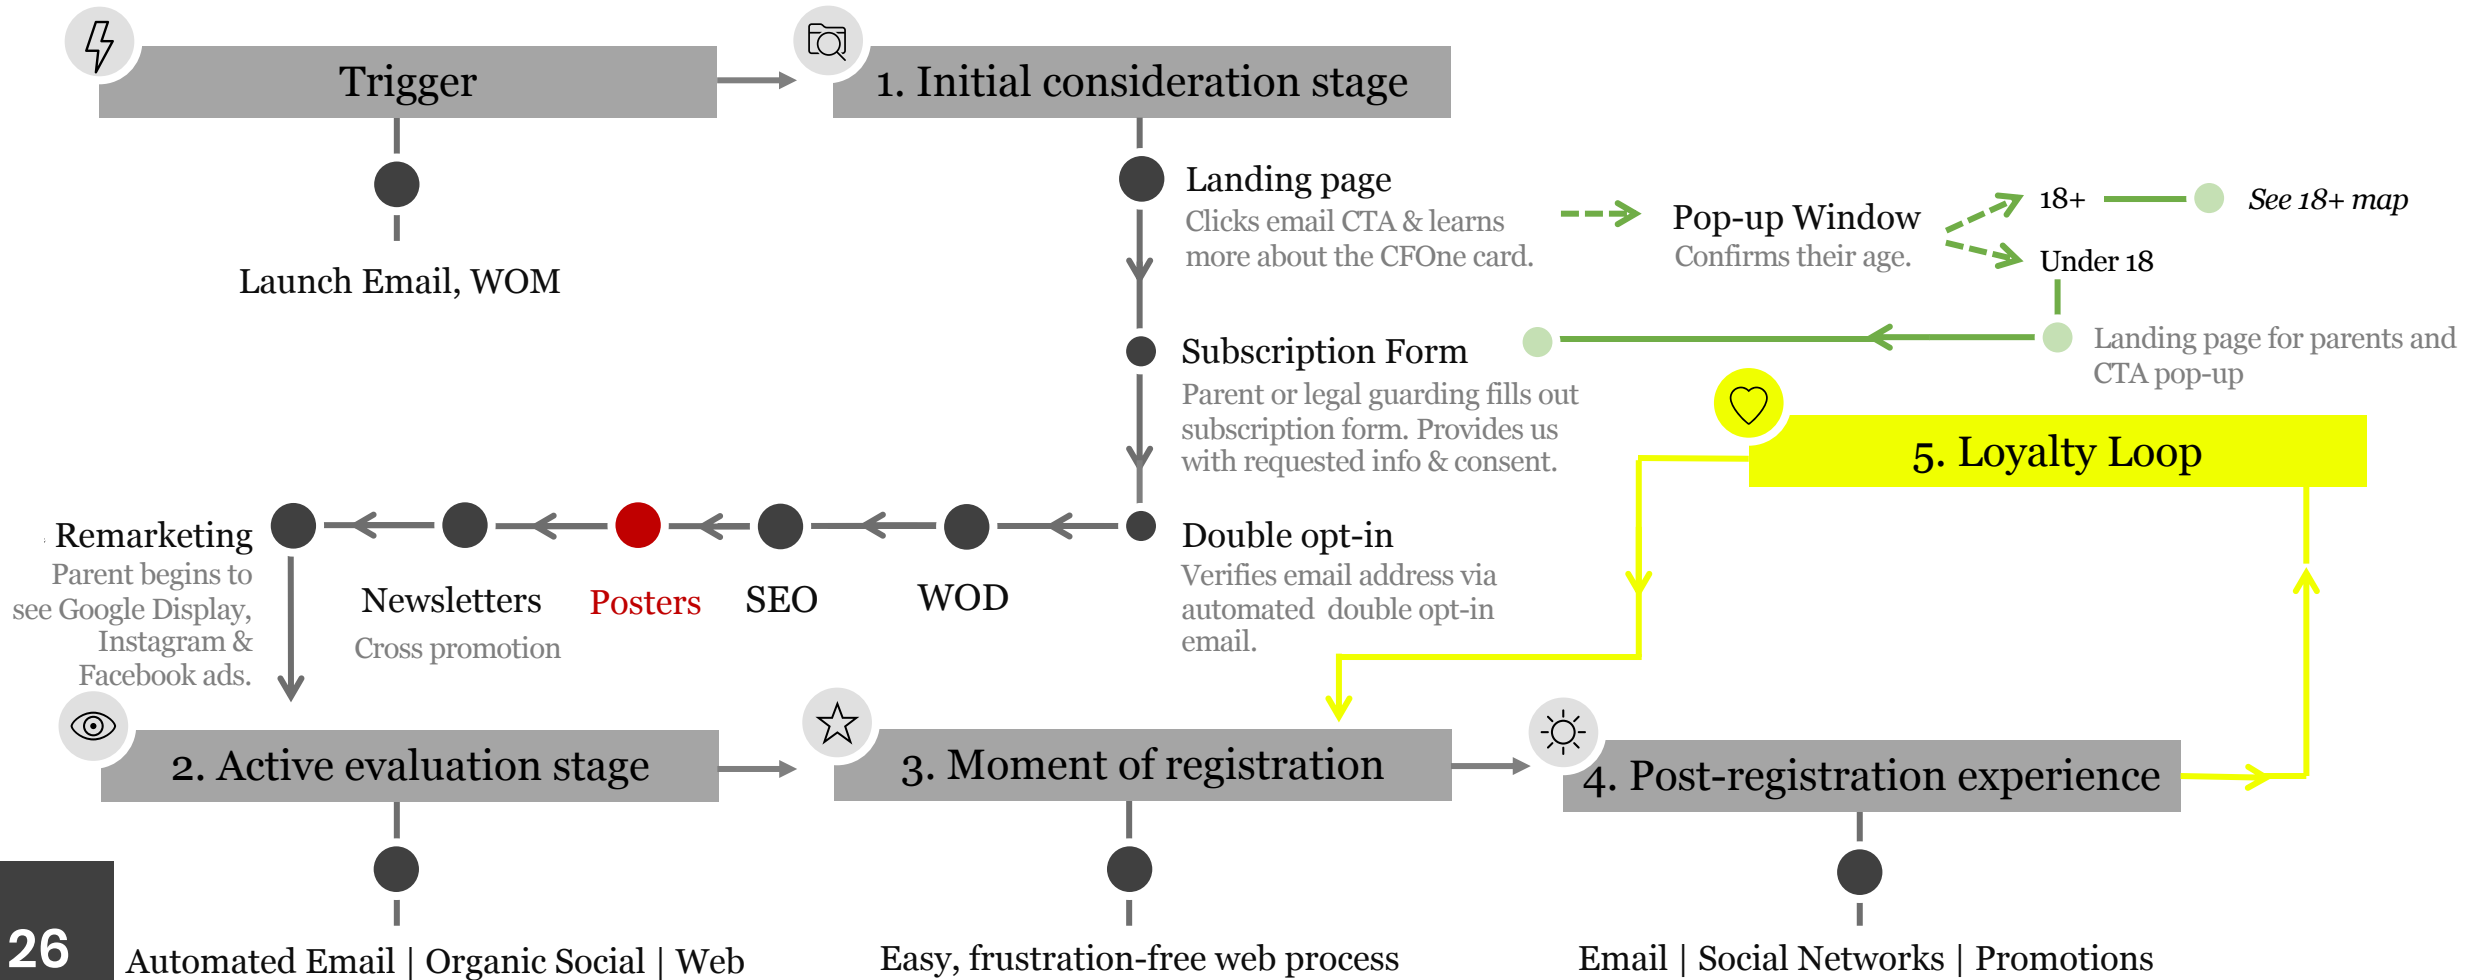 Trigger
Launch Email, WOM
1. Initial consideration stage
Landing page
Clicks email CTA & learns
more about the CFOne card.
Pop-up Window
Confirms their age.
18+
See 18+ map
Under 18
Landing page for parents and
CTA pop-up
Subscription Form
Parent or legal guarding fills out
subscription form. Provides us
with requested info & consent.
Double opt-in
Verifies email address via
automated double opt-in
email.
WOD
SEO
Posters
Newsletters
Cross promotion
Remarketing
Parent begins to
see Google Display,
Instagram &
Facebook ads.
5. Loyalty Loop
2. Active evaluation stage
Automated Email | Organic Social | Web
3. Moment of registration
Easy, frustration-free web process
4. Post-registration experience
Email | Social Networks | Promotions
26